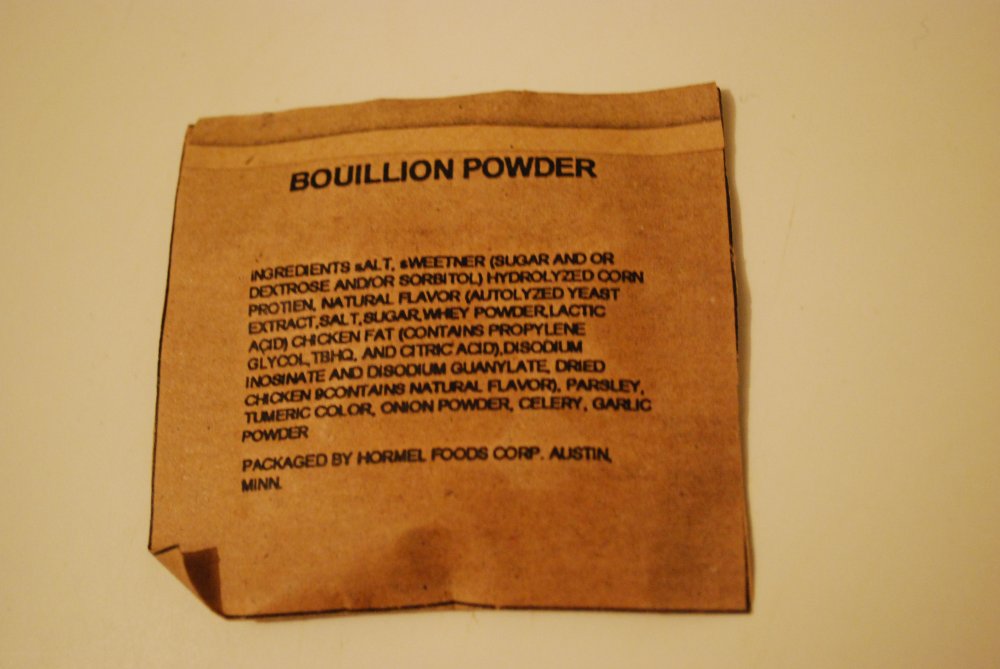 BOUILLION POWDER
INGREDIENTS sALT, sWEETNER (SUGAR AND OR
DEXTROSE AND/OR SORBITOL) HYDROLYZED CORN
PROTIEN, NATURAL FLAVOR (AUTOLYZED YEAST
EXTRACT,SALT,SUGAR,WHEY POWDER,LACTIC
ACID) CHICKEN FAT (CONTAINS PROPYLENE
GLYCOL,TBHQ, AND CITRIC ACID),DISODIUM
INOSINATE AND DISODIUM GUANYLATE, DRIED
CHICKEN 9CONTAINS NATURAL FLAVOR), PARSLEY,
TUMERIC COLOR, ONION POWDER, CELERY, GARLIC
POWDER
PACKAGED BY HORMEL FOODS CORP. AUSTIN,
MINN.